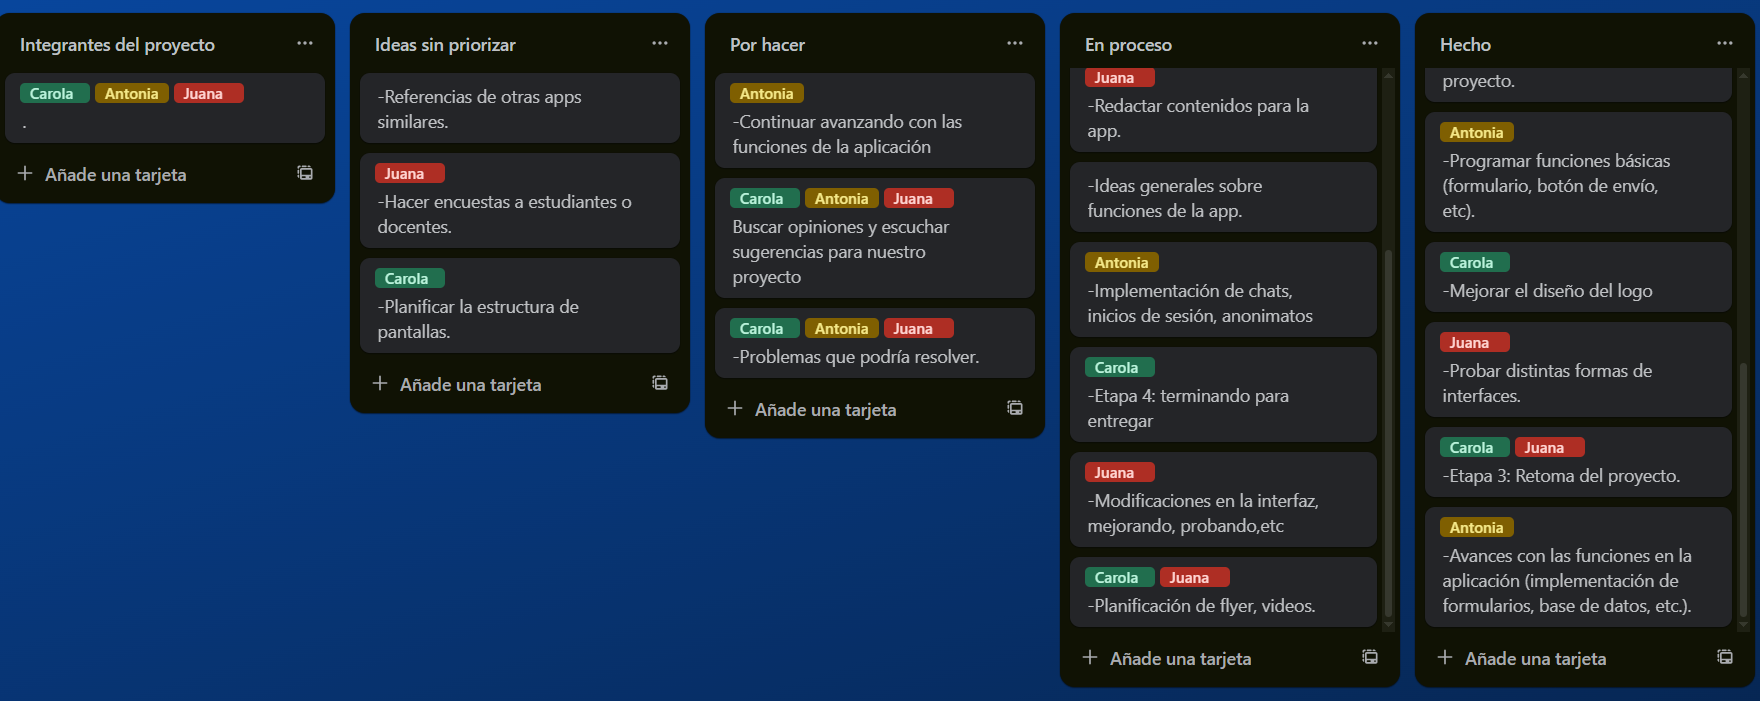 Integrantes del proyecto
Carola Antonia Juana
.
Añade una tarjeta
Ideas sin priorizar
-Referencias de otras apps
similares.
Juana
-Hacer encuestas a estudiantes o
docentes.
Carola
-Planificar la estructura de
pantallas.
Añade una tarjeta
Por hacer
Antonia
-Continuar avanzando con las
funciones de la aplicación
Carola Antonia Juana
Buscar opiniones y escuchar
sugerencias para nuestro
proyecto
Carola Antonia Juana
-Problemas que podría resolver.
Añade una tarjeta
En proceso
Juana
-Redactar contenidos para la
app.
-Ideas generales sobre
funciones de la app.
Antonia
-Implementación de chats,
inicios de sesión, anonimatos
Carola
-Etapa 4: terminando para
entregar
Juana
-Modificaciones en la interfaz,
mejorando, probando,etc
Carola Juana
-Planificación de flyer, videos.
Añade una tarjeta
Hecho
proyecto.
Antonia
-Programar funciones básicas
(formulario, botón de envío,
etc).
Carola
-Mejorar el diseño del logo
Juana
-Probar distintas formas de
interfaces.
Carola Juana
-Etapa 3: Retoma del proyecto.
Antonia
-Avances con las funciones en la
aplicación (implementación de
formularios, base de datos, etc.).
Añade una tarjeta